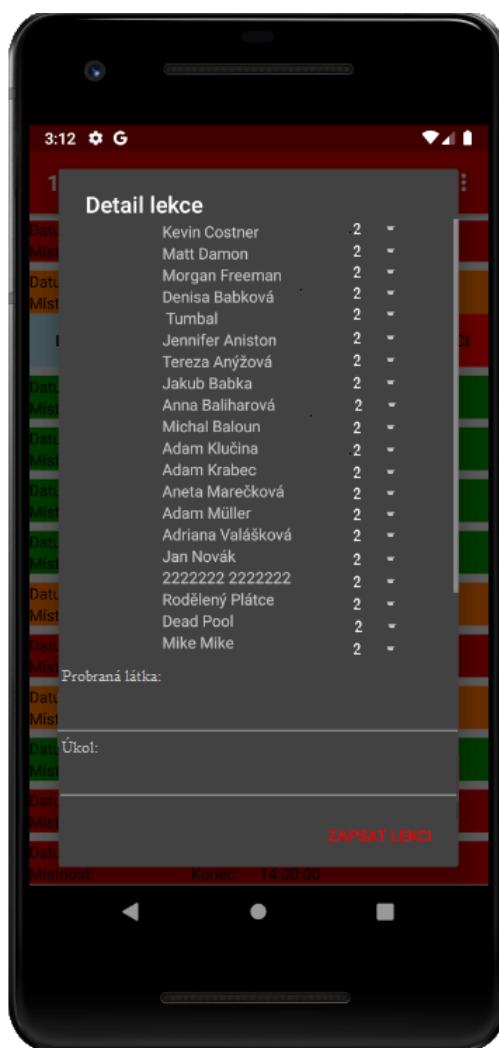 3:12 G
1
Detail lekce
Kevin Costner 2
Matt Damon 2
Morgan Freeman 2
Denisa Babková 2
Tumbal 2
Jennifer Aniston 2
Tereza Anýžová 2
Jakub Babka 2
Anna Baliharová 2
Michal Baloun 2
Adam Klučina 2
Adam Krabec 2
Aneta Marečková 2
Adam Müller 2
Adriana Valášková 2
Jan Novák 2
2222222 2222222 2
Rodělený Plátce 2
Dead Pool 2
Mike Mike 2
Probraná látka:
Úkol:
ZAPSAT LEKCI
Místnost: Konec: 14:00:00